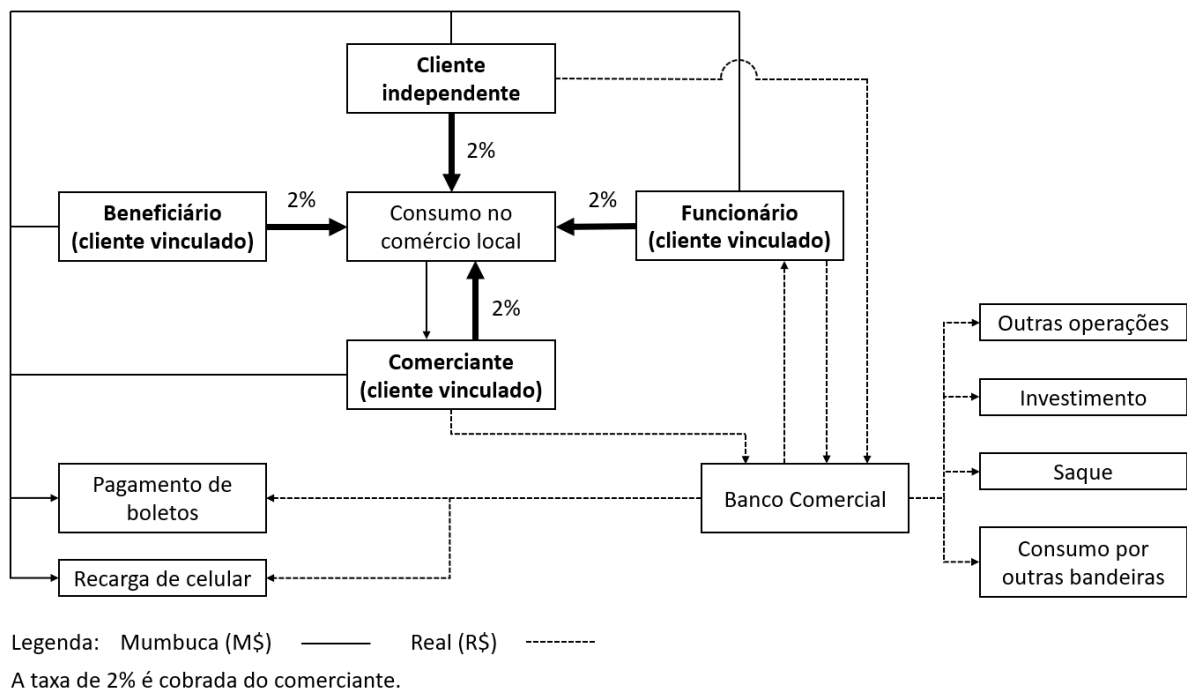 Cliente
independente
2%
Beneficiário
(cliente vinculado)
2%
Consumo no
comércio local
2%
Funcionário
(cliente vinculado)
2%
Comerciante
(cliente vinculado)
Outras operações
Investimento
Saque
Consumo por
outras bandeiras
Pagamento de
boletos
Banco Comercial
Recarga de celular
Legenda: Mumbuca (M$) Real (R$)
A taxa de 2% é cobrada do comerciante.